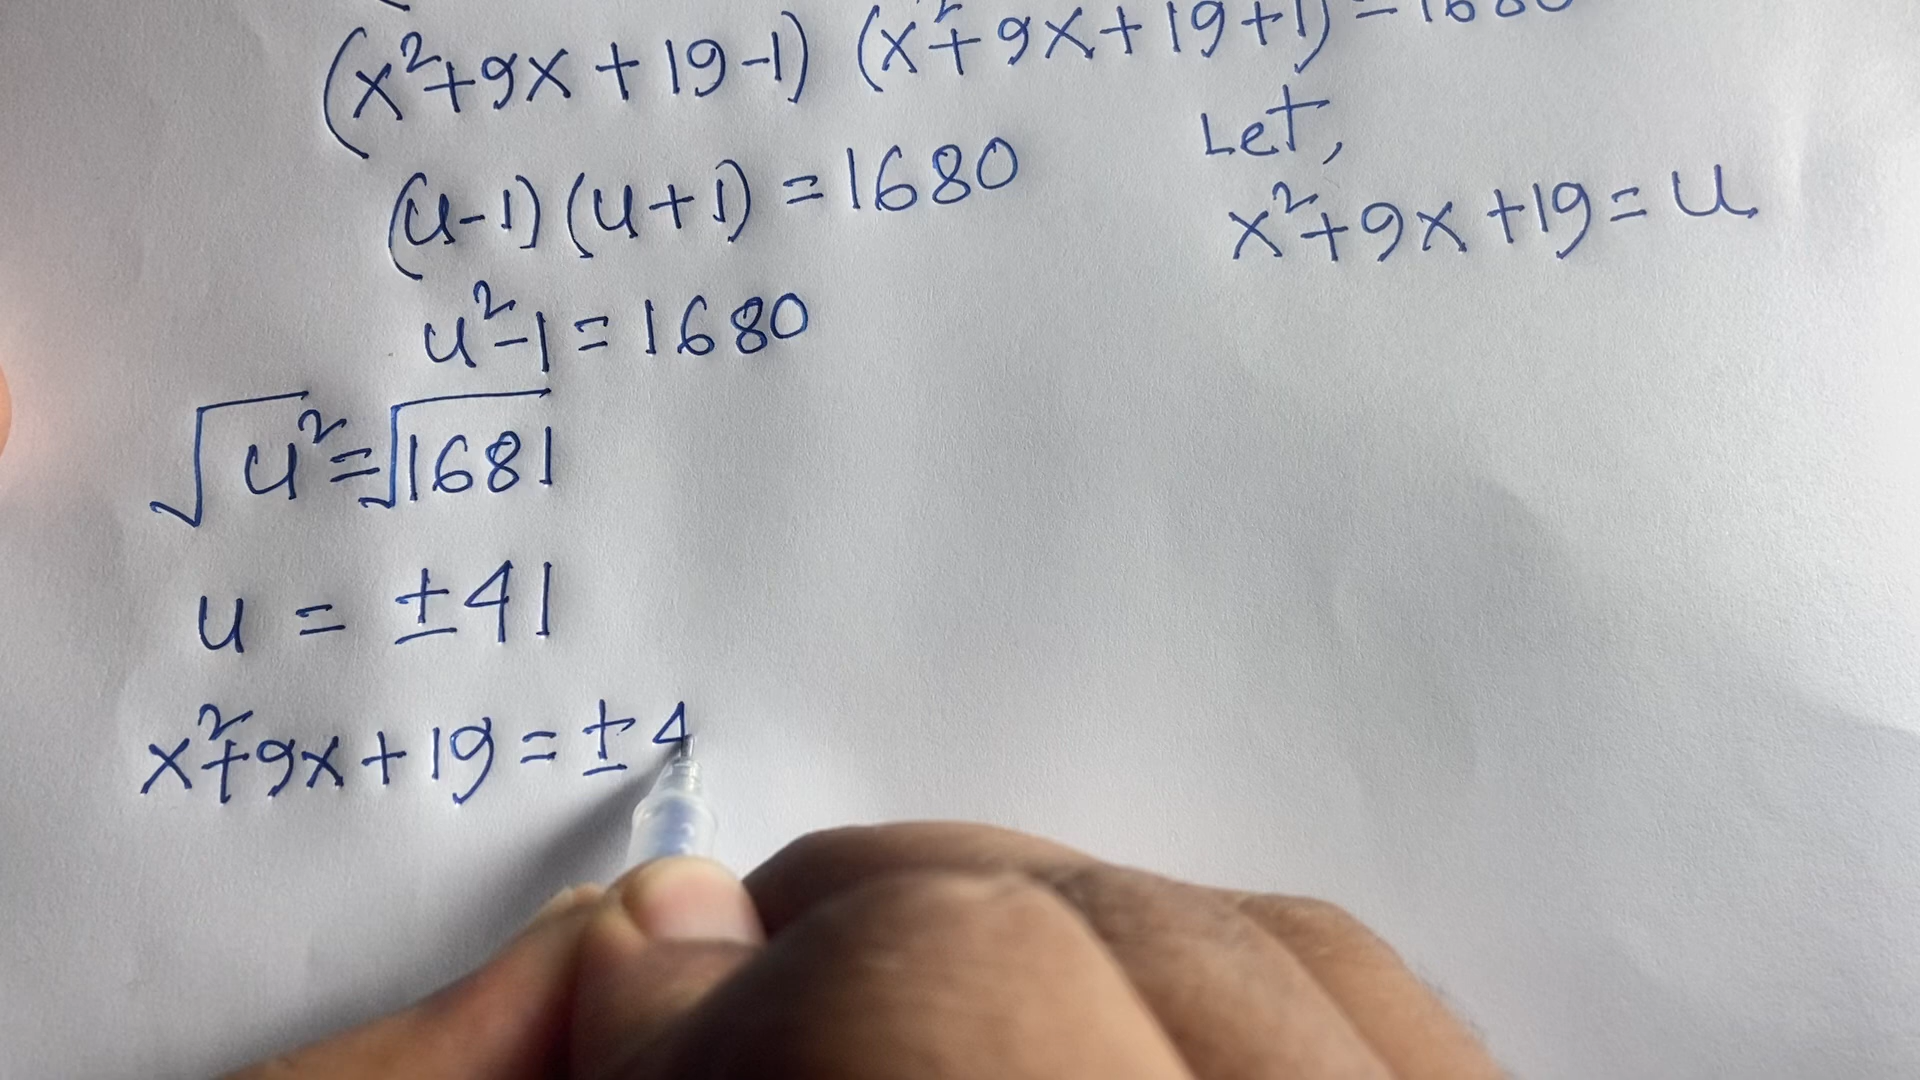 (x²+9x+19-1) (x²+9x+19+1) = 1680
Let,
(u-1)(u+1) = 1680
x²+9x+19=u
u²-1=1680
√u²=√1681
u = ±41
x²+9x+19=±4